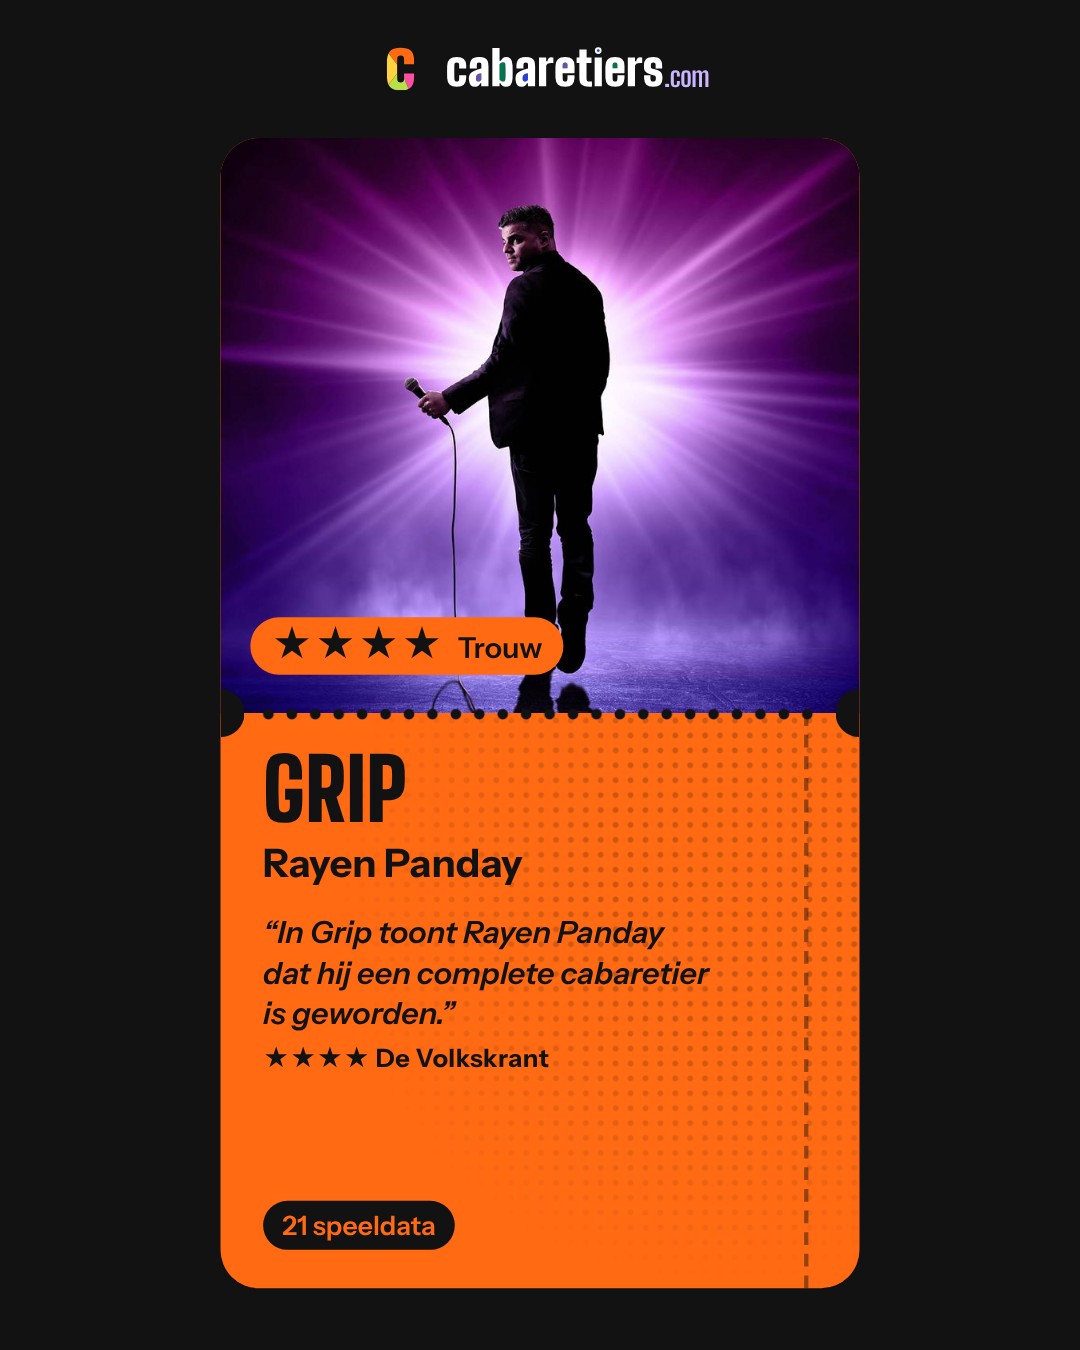 cabaretiers.com
★★★★ Trouw
GRIP
Rayen Panday
“In Grip toont Rayen Panday
dat hij een complete cabaretier
is geworden.”
★★★★ De Volkskrant
21 speeldata